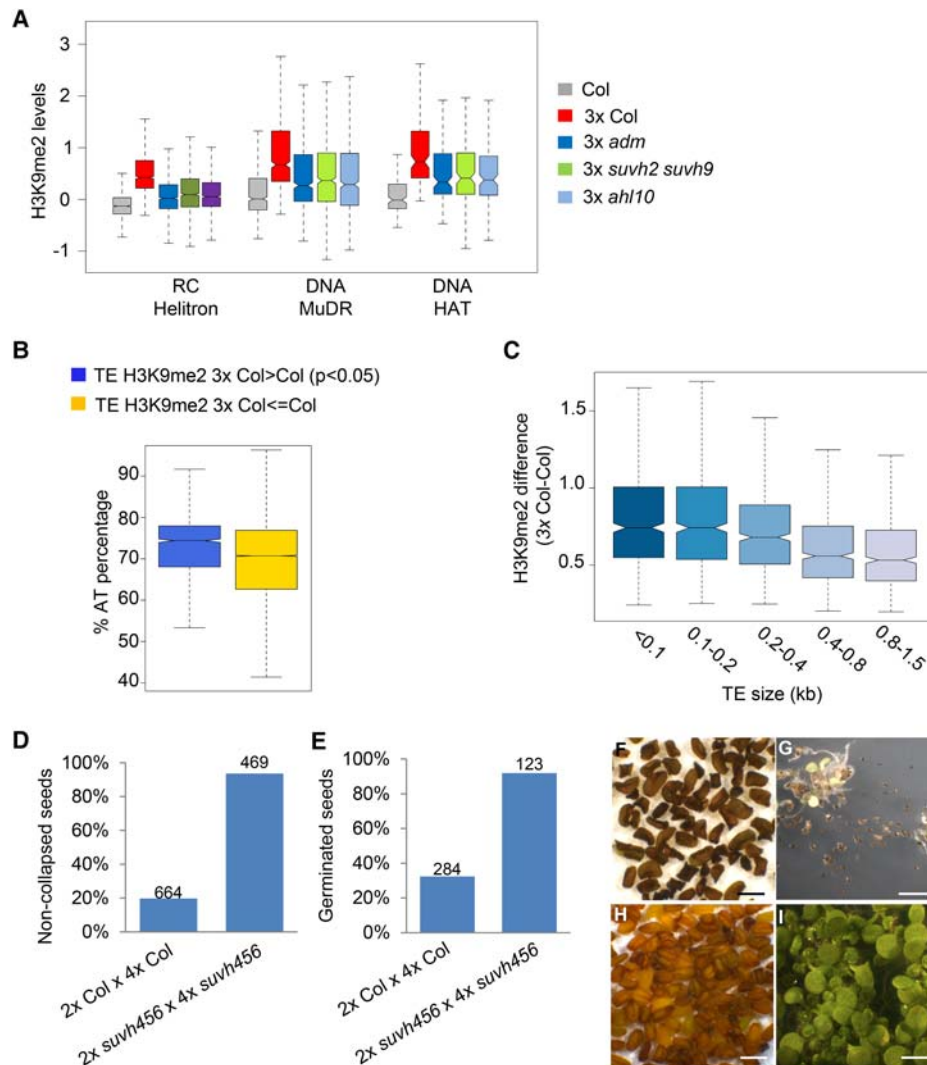 A
H3K9me2 levels
3
2
1
0
-1
RC
Helitron
DNA
MuDR
DNA
HAT
Col
3x Col
3x adm
3x suvh2 suvh9
3x ahl10
B
TE H3K9me2 3x Col>Col (p<0.05)
TE H3K9me2 3x Col<=Col
% AT percentage
90
80
70
60
50
40
C
H3K9me2 difference
(3x Col-Col)
1.5
1.0
0.5
<0.1
0.1-0.2
0.2-0.4
0.4-0.8
0.8-1.5
TE size (kb)
D
Non-collapsed seeds
100%
80%
60%
40%
20%
0%
664
469
2x Col x 4x Col
2x suvh456 x 4x suvh456
E
Germinated seeds
100%
80%
60%
40%
20%
0%
284
123
2x Col x 4x Col
2x suvh456 x 4x suvh456
F
G
H
I